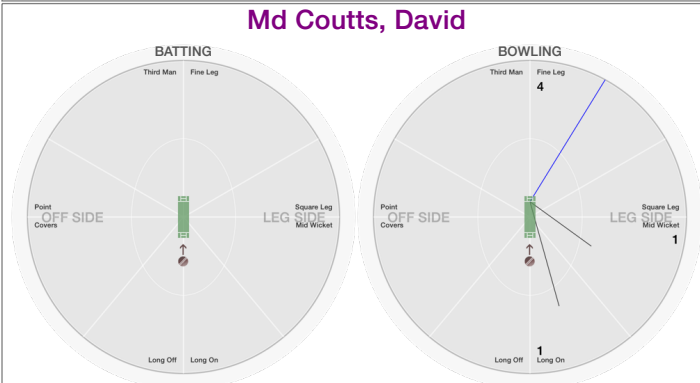 Md Coutts, David
BATTING
Third Man Fine Leg
Point
OFF SIDE
Covers
Square Leg
LEG SIDE
Mid Wicket
Long Off Long On
BOWLING
Third Man Fine Leg
4
Point
OFF SIDE
Covers
Square Leg
LEG SIDE
Mid Wicket
1
1
Long Off Long On